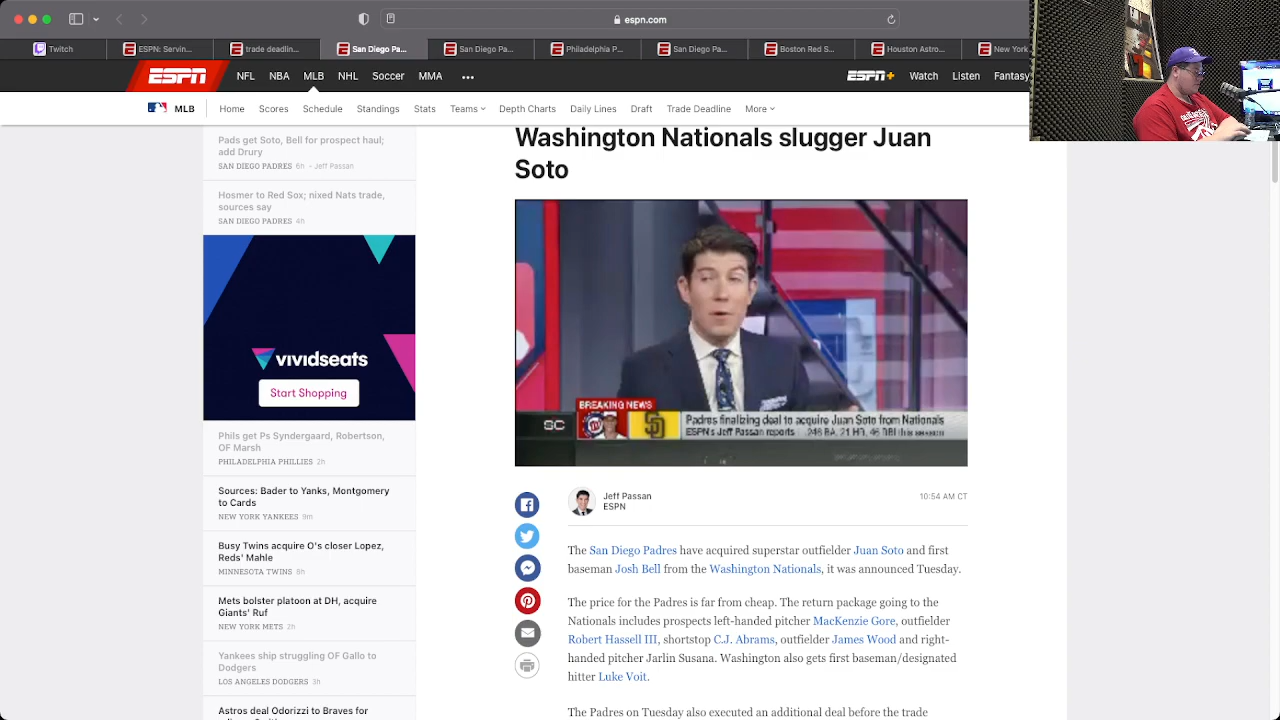 espn.com
Twitch
ESPN: Servin...
trade deadlin...
San Diego Pa...
San Diego Pa...
Philadelphia P...
San Diego Pa...
Boston Red S...
Houston Astro...
New York
ESPN
NFL
NBA
MLB
NHL
Soccer
MMA
ESPN+
Watch
Listen
Fantasy
MLB
Home
Scores
Schedule
Standings
Stats
Teams
Depth Charts
Daily Lines
Draft
Trade Deadline
More
Pads get Soto, Bell for prospect haul;
add Drury
SAN DIEGO PADRES 6h - Jeff Passan
Hosmer to Red Sox; nixed Nats trade,
sources say
SAN DIEGO PADRES 4h
vividseats
Start Shopping
Phils get Ps Syndergaard, Robertson,
OF Marsh
PHILADELPHIA PHILLIES 2h
Sources: Bader to Yanks, Montgomery
to Cards
NEW YORK YANKEES 9m
Busy Twins acquire O's closer Lopez,
Reds' Mahle
MINNESOTA TWINS 8h
Mets bolster platoon at DH, acquire
Giants' Ruf
NEW YORK METS 2h
Yankees ship struggling OF Gallo to
Dodgers
LOS ANGELES DODGERS 3h
Astros deal Odorizzi to Braves for
Washington Nationals slugger Juan
Soto
BREAKING NEWS
SC
Padres finalizing deal to acquire Juan Soto from Nationals
ESPN's Jeff Passan reports .246 BA, 21 HR, 46 RBI this season
Jeff Passan
ESPN
10:54 AM CT
The San Diego Padres have acquired superstar outfielder Juan Soto and first
baseman Josh Bell from the Washington Nationals, it was announced Tuesday.
The price for the Padres is far from cheap. The return package going to the
Nationals includes prospects left-handed pitcher MacKenzie Gore, outfielder
Robert Hassell III, shortstop C.J. Abrams, outfielder James Wood and right-
handed pitcher Jarlin Susana. Washington also gets first baseman/designated
hitter Luke Voit.
The Padres on Tuesday also executed an additional deal before the trade